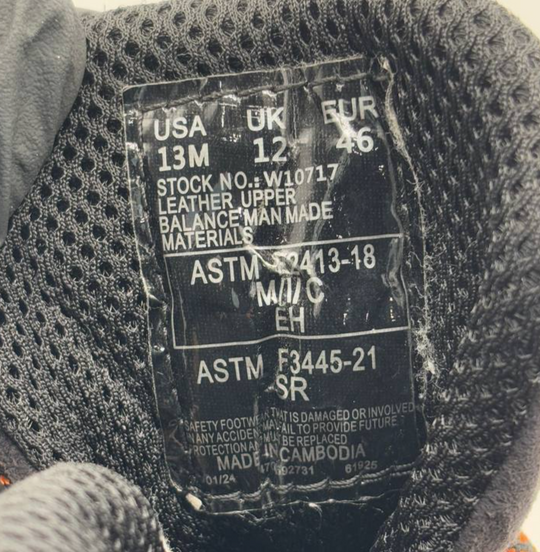 USA UK EUR
13M 12 46
STOCK NO.: W10717
LEATHER UPPER
BALANCE MAN MADE
MATERIALS
ASTM F2413-18
M/I/C
EH
ASTM F3445-21
SR
SAFETY FOOTWEAR THAT IS DAMAGED OR INVOLVED
IN ANY ACCIDENT MAY FAIL TO PROVIDE FUTURE
PROTECTION AND MUST BE REPLACED
MADE IN CAMBODIA
01/24 61925